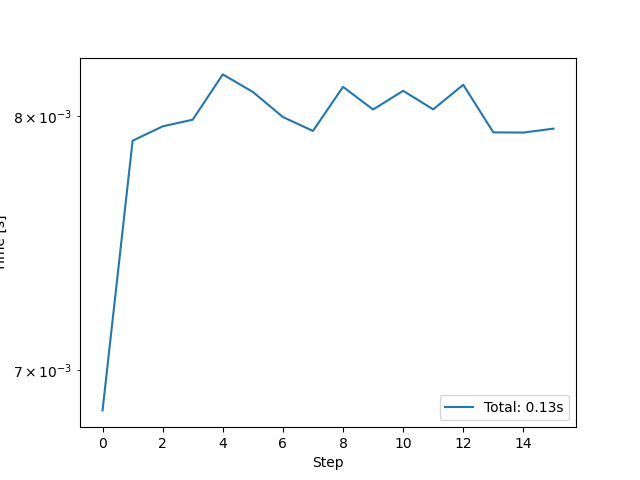 8 × 10⁻³
7 × 10⁻³
Time [s]
0 2 4 6 8 10 12 14
Step
Total: 0.13s